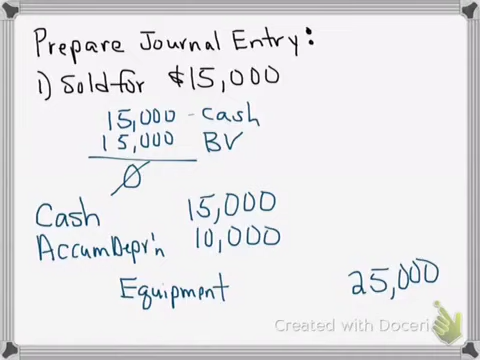 Prepare Journal Entry:
1) Sold for $15,000
15,000 - Cash
15,000 BV
0
Cash 15,000
AccumDepr'n 10,000
Equipment 25,000
Created with Doceri